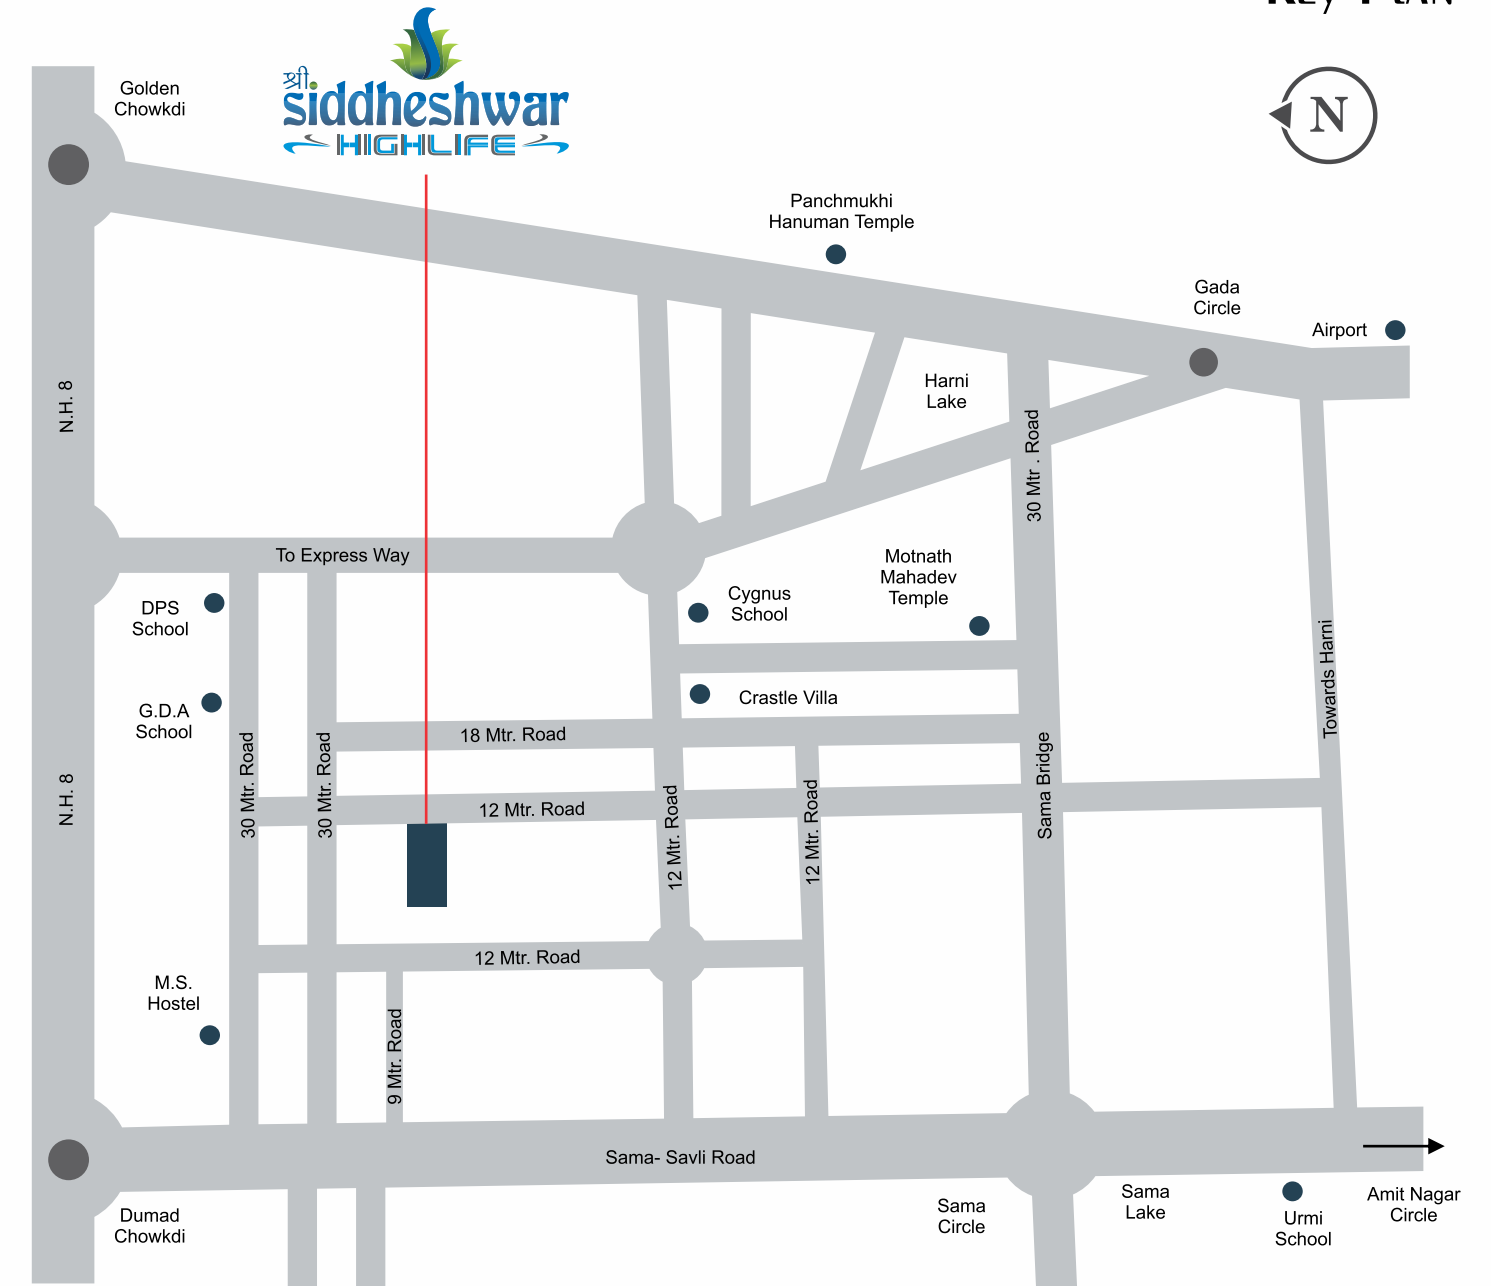 Key Plan
Golden
Chowkdi
श्री
siddheshwar
HIGHLIFE
N
Panchmukhi
Hanuman Temple
Gada
Circle
Airport
Harni
Lake
N.H. 8
30 Mtr . Road
To Express Way
Motnath
Mahadev
Temple
DPS
School
Cygnus
School
G.D.A
School
Crastle Villa
Towards Harni
18 Mtr. Road
N.H. 8
30 Mtr. Road
30 Mtr. Road
12 Mtr. Road
12 Mtr. Road
12 Mtr. Road
Sama Bridge
12 Mtr. Road
M.S.
Hostel
9 Mtr. Road
Sama- Savli Road
Dumad
Chowkdi
Sama
Circle
Sama
Lake
Urmi
School
Amit Nagar
Circle